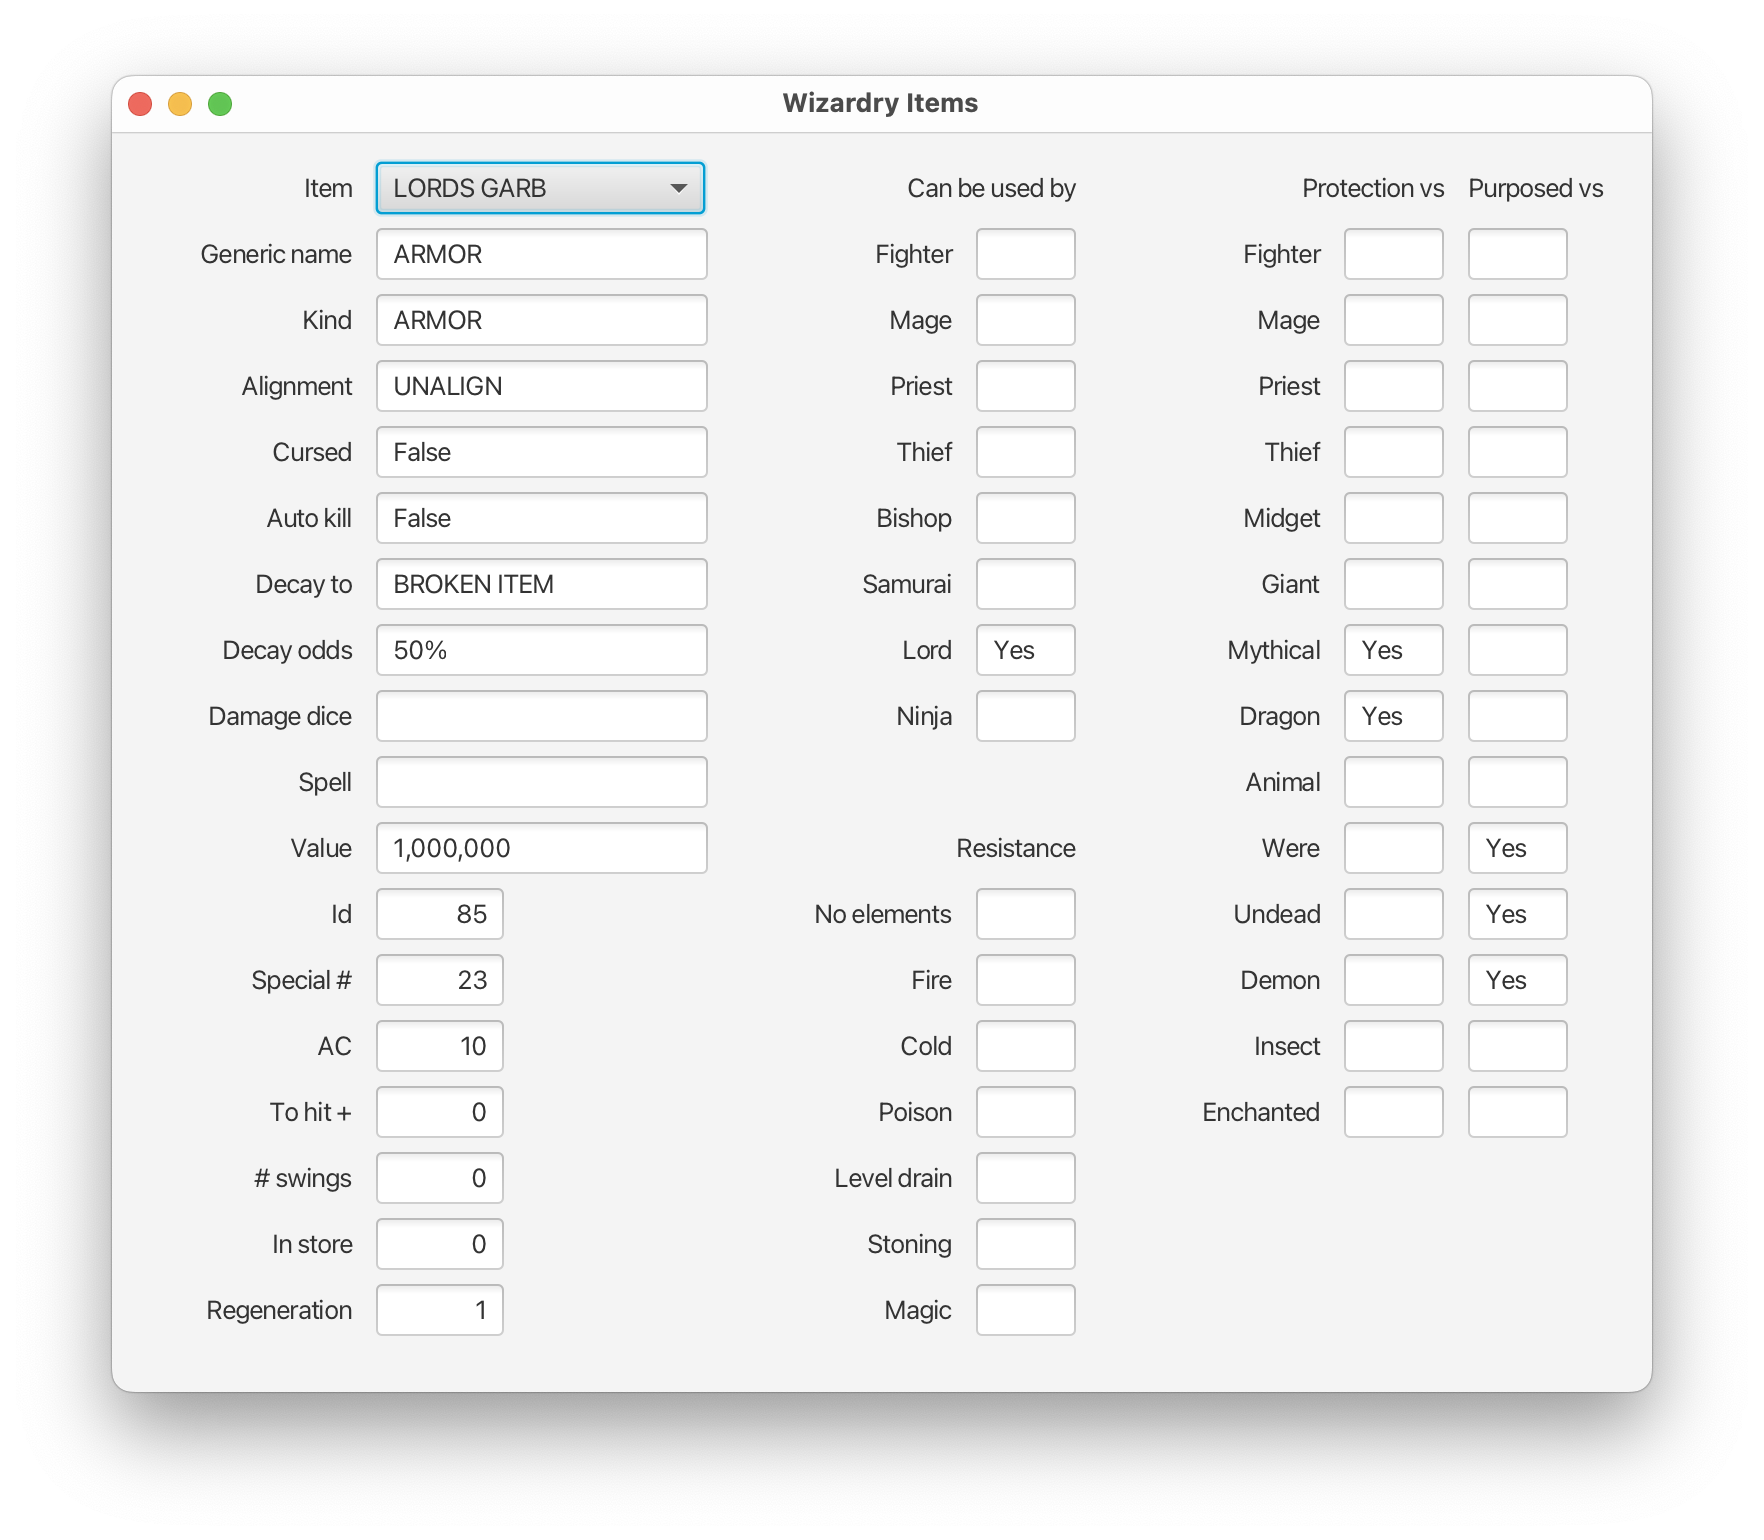 Wizardry Items
Item LORDS GARB Can be used by Protection vs Purposed vs
Generic name ARMOR Fighter Fighter
Kind ARMOR Mage Mage
Alignment UNALIGN Priest Priest
Cursed False Thief Thief
Auto kill False Bishop Midget
Decay to BROKEN ITEM Samurai Giant
Decay odds 50% Lord Yes Mythical Yes
Damage dice Ninja Dragon Yes
Spell Animal
Value 1,000,000 Resistance Were Yes
Id 85 No elements Undead Yes
Special # 23 Fire Demon Yes
AC 10 Cold Insect
To hit + 0 Poison Enchanted
# swings 0 Level drain
In store 0 Stoning
Regeneration 1 Magic